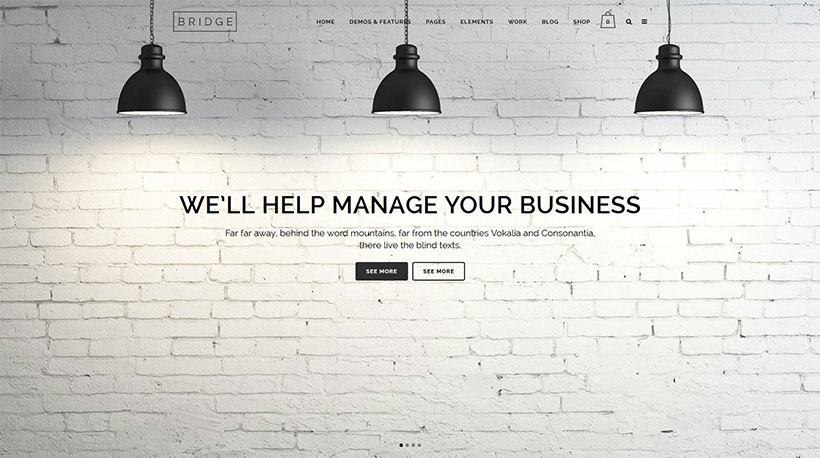 BRIDGE
HOME DEMOS & FEATURES PAGES ELEMENTS WORK BLOG SHOP 0
WE'LL HELP MANAGE YOUR BUSINESS
Far far away, behind the word mountains, far from the countries Vokalia and Consonantia,
there live the blind texts.
SEE MORE SEE MORE